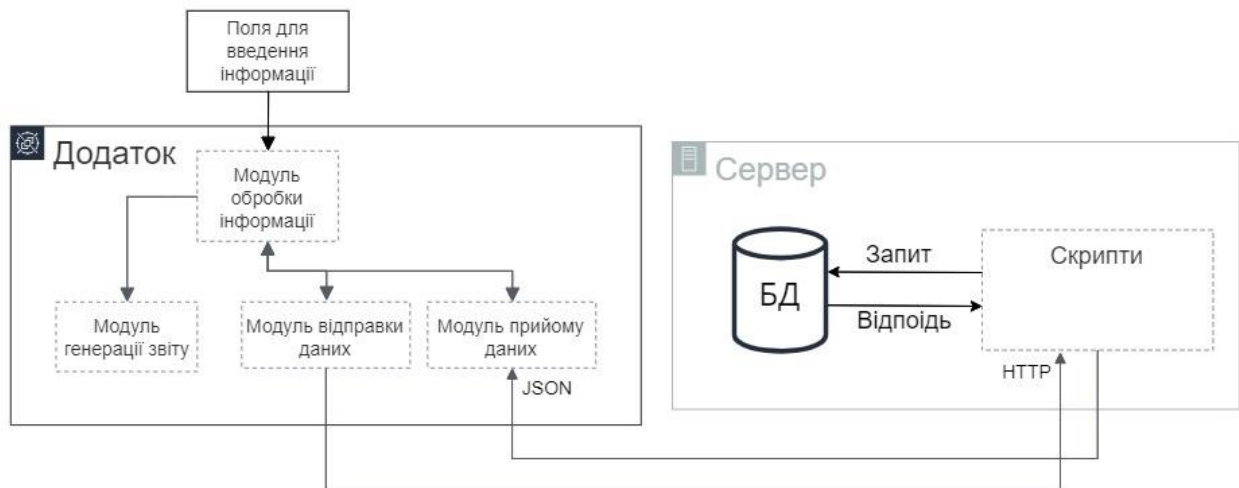 Поля для
введення
інформації
Додаток
Модуль
обробки
інформації
Модуль
генерації звіту
Модуль відправки
даних
Модуль прийому
даних
JSON
Сервер
БД
Запит
Відпоідь
Скрипти
HTTP